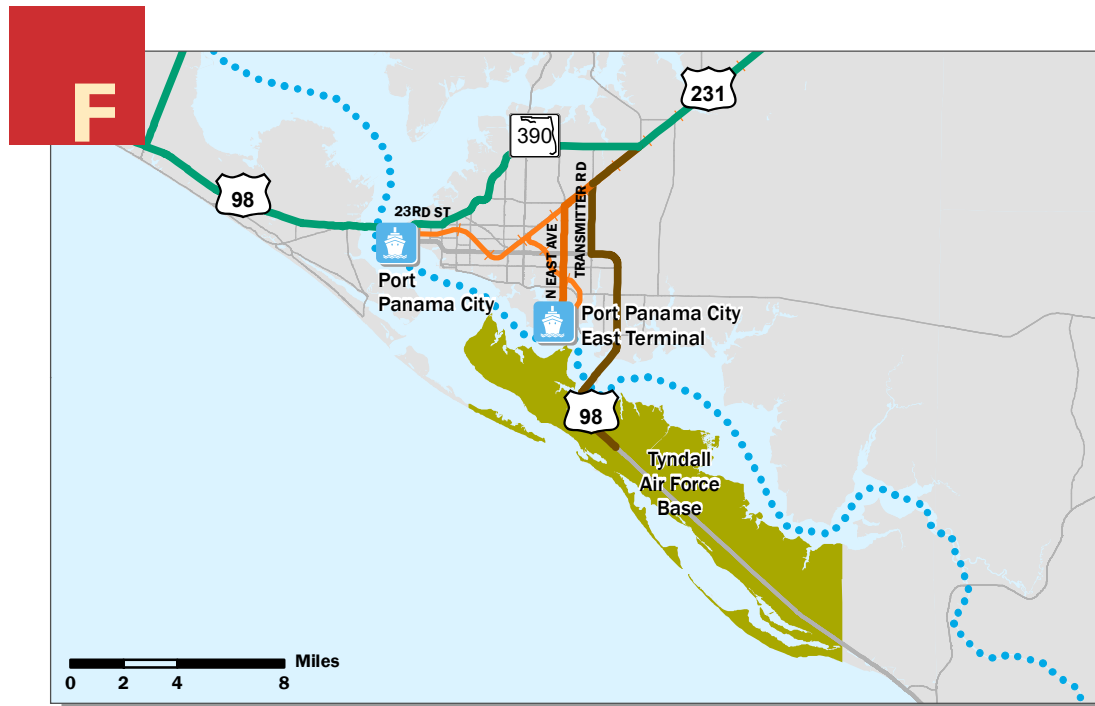 F
231
390
98
23RD ST
TRANSMITTER RD
N EAST AVE
Port
Panama City
Port Panama City
East Terminal
98
Tyndall
Air Force
Base
Miles
0 2 4 8